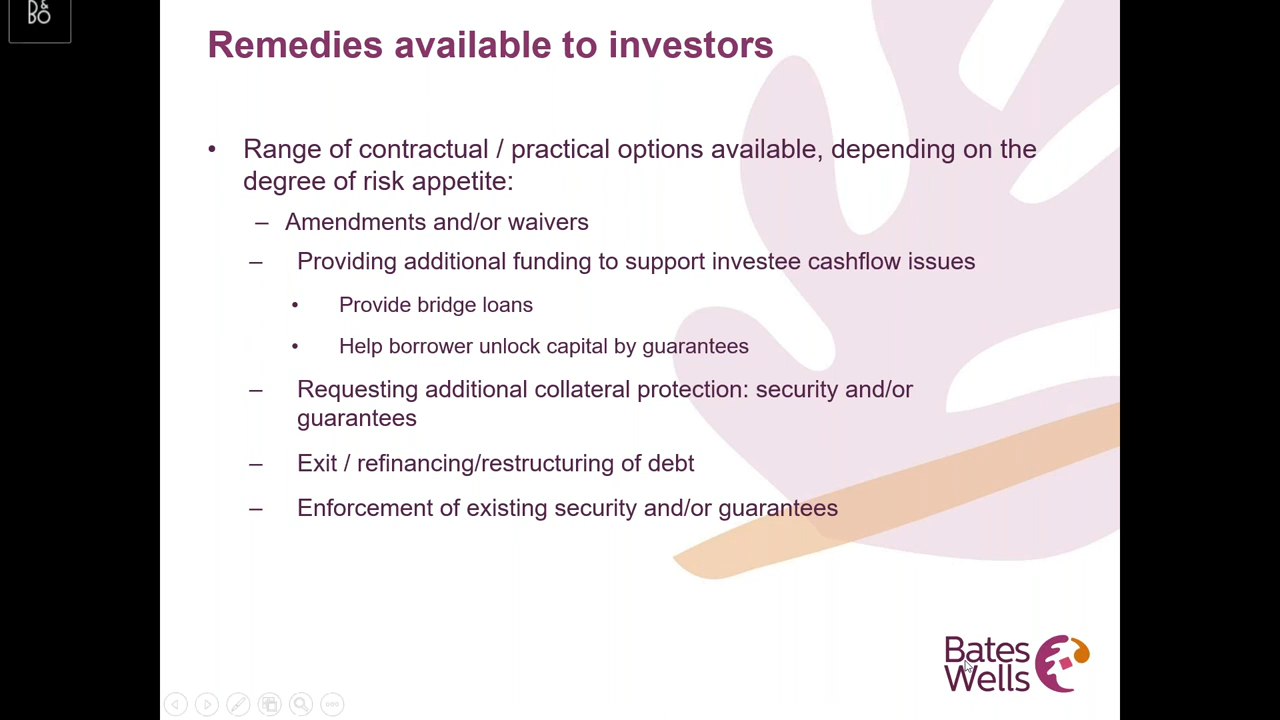 D&
BO
Remedies available to investors
• Range of contractual / practical options available, depending on the
degree of risk appetite:
– Amendments and/or waivers
– Providing additional funding to support investee cashflow issues
• Provide bridge loans
• Help borrower unlock capital by guarantees
– Requesting additional collateral protection: security and/or
guarantees
– Exit / refinancing/restructuring of debt
– Enforcement of existing security and/or guarantees
Bates
Wells